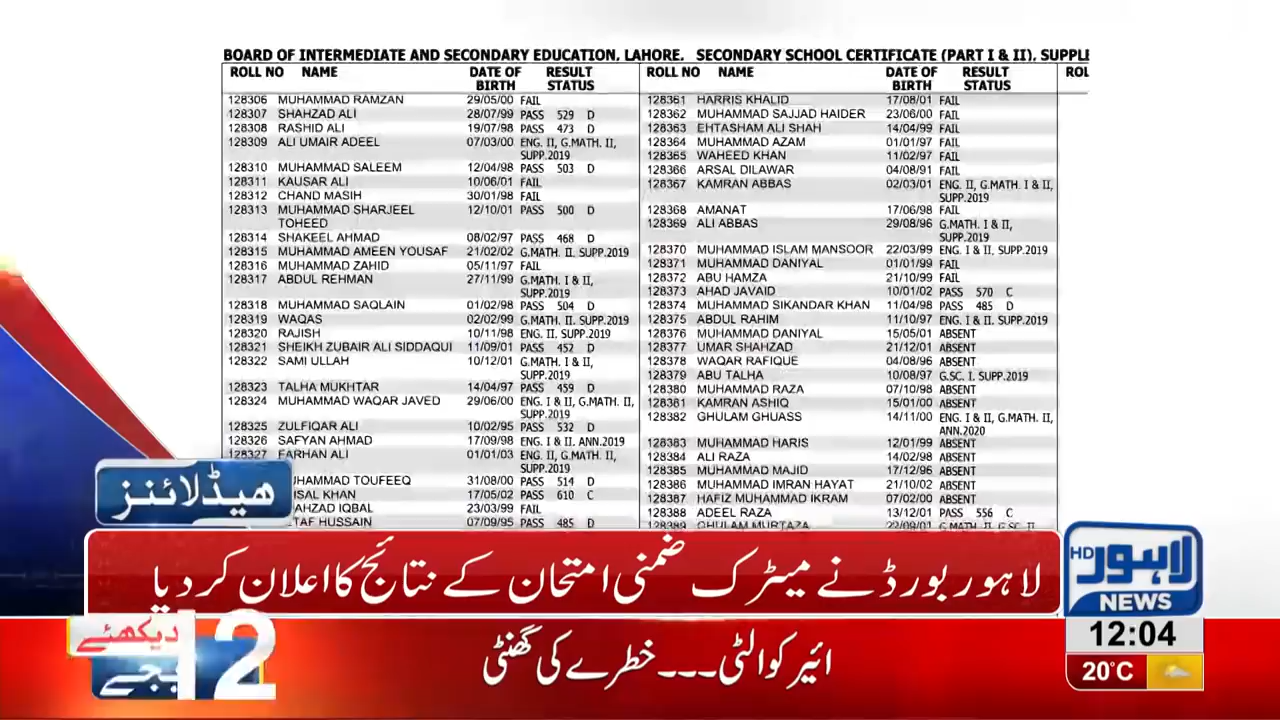 BOARD OF INTERMEDIATE AND SECONDARY EDUCATION, LAHORE. SECONDARY SCHOOL CERTIFICATE (PART I & II), SUPPLE
ROLL NO NAME DATE OF BIRTH RESULT STATUS
128306 MUHAMMAD RAMZAN 29/05/00 FAIL
128307 SHAHZAD ALI 28/07/99 PASS 529 D
128308 RASHID ALI 19/07/98 PASS 473 D
128309 ALI UMAIR ADEEL 07/03/00 ENG. II, G.MATH. II,
SUPP.2019
128310 MUHAMMAD SALEEM 12/04/98 PASS 503 D
128311 KAUSAR ALI 10/06/01 FAIL
128312 CHAND MASIH 30/01/98 FAIL
128313 MUHAMMAD SHARJEEL 12/10/01 PASS 500 D
TOHEED
128314 SHAKEEL AHMAD 08/02/97 PASS 468 D
128315 MUHAMMAD AMEEN YOUSAF 21/02/02 G.MATH. II. SUPP.2019
128316 MUHAMMAD ZAHID 05/11/97 FAIL
128317 ABDUL REHMAN 27/11/99 G.MATH. I & II,
SUPP.2019
128318 MUHAMMAD SAQLAIN 01/02/98 PASS 504 D
128319 WAQAS 02/02/99 G.MATH. II. SUPP.2019
128320 RAJISH 10/11/98 ENG. II. SUPP.2019
128321 SHEIKH ZUBAIR ALI SIDDAQUI 11/09/01 PASS 452 D
128322 SAMI ULLAH 10/12/01 G.MATH. I & II,
SUPP.2019
128323 TALHA MUKHTAR 14/04/97 PASS 459 D
128324 MUHAMMAD WAQAR JAVED 29/06/00 ENG. I & II, G.MATH. II,
SUPP.2019
128325 ZULFIQAR ALI 10/02/95 PASS 532 D
128326 SAFYAN AHMAD 17/09/98 ENG. I & II. ANN.2019
128327 FARHAN ALI 01/01/03 ENG. II, G.MATH. II,
SUPP.2019
UHAMMAD TOUFEEQ 31/08/00 PASS 514 D
ISAL KHAN 17/05/02 PASS 610 C
AHZAD IQBAL 23/03/99 FAIL
TAF HUSSAIN 07/09/95 PASS 485 D
ROLL NO NAME DATE OF BIRTH RESULT STATUS
128361 HARRIS KHALID 17/08/01 FAIL
128362 MUHAMMAD SAJJAD HAIDER 23/06/00 FAIL
128363 EHTASHAM ALI SHAH 14/04/99 FAIL
128364 MUHAMMAD AZAM 01/01/97 FAIL
128365 WAHEED KHAN 11/02/97 FAIL
128366 ARSAL DILAWAR 04/08/91 FAIL
128367 KAMRAN ABBAS 02/03/01 ENG. II, G.MATH. I & II,
SUPP.2019
128368 AMANAT 17/06/98 FAIL
128369 ALI ABBAS 29/08/96 G.MATH. I & II,
SUPP.2019
128370 MUHAMMAD ISLAM MANSOOR 22/03/99 ENG. I & II, SUPP.2019
128371 MUHAMMAD DANIYAL 01/01/99 FAIL
128372 ABU HAMZA 21/10/99 FAIL
128373 AHAD JAVAID 10/01/02 PASS 570 C
128374 MUHAMMAD SIKANDAR KHAN 11/04/98 PASS 485 D
128375 ABDUL RAHIM 11/10/97 ENG. I & II. SUPP.2019
128376 MUHAMMAD DANIYAL 15/05/01 ABSENT
128377 UMAR SHAHZAD 21/12/01 ABSENT
128378 WAQAR RAFIQUE 04/08/96 ABSENT
128379 ABU TALHA 10/08/97 G.SC. I. SUPP.2019
128380 MUHAMMAD RAZA 07/10/98 ABSENT
128381 KAMRAN ASHIQ 15/01/00 ABSENT
128382 GHULAM GHUASS 14/11/00 ENG. I & II, G.MATH. II,
ANN.2020
128383 MUHAMMAD HARIS 12/01/99 ABSENT
128384 ALI RAZA 14/02/98 ABSENT
128385 MUHAMMAD MAJID 17/12/96 ABSENT
128386 MUHAMMAD IMRAN HAYAT 21/10/02 ABSENT
128387 HAFIZ MUHAMMAD IKRAM 07/02/00 ABSENT
128388 ADEEL RAZA 13/12/01 PASS 556 C
128389 GHULAM MURTAZA 22/09/01 G.MATH. II, G.SC. II
ROL
ہیڈلائنز
لاہور بورڈ نے میٹرک ضمنی امتحان کے نتائج کا اعلان کر دیا
لاہور HD
NEWS
12:04
20°C
دیکھئے 12 بجے
ائیر کوالٹی۔۔۔ خطرے کی گھنٹی